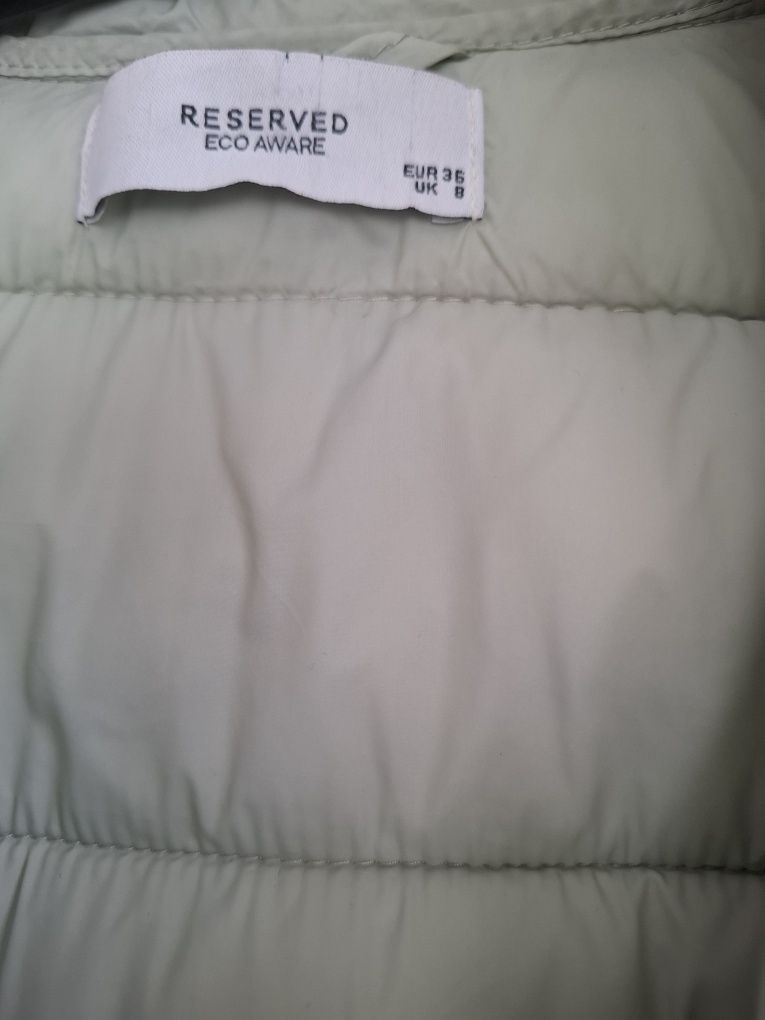 RESERVED
ECO AWARE
EUR 36
UK 8